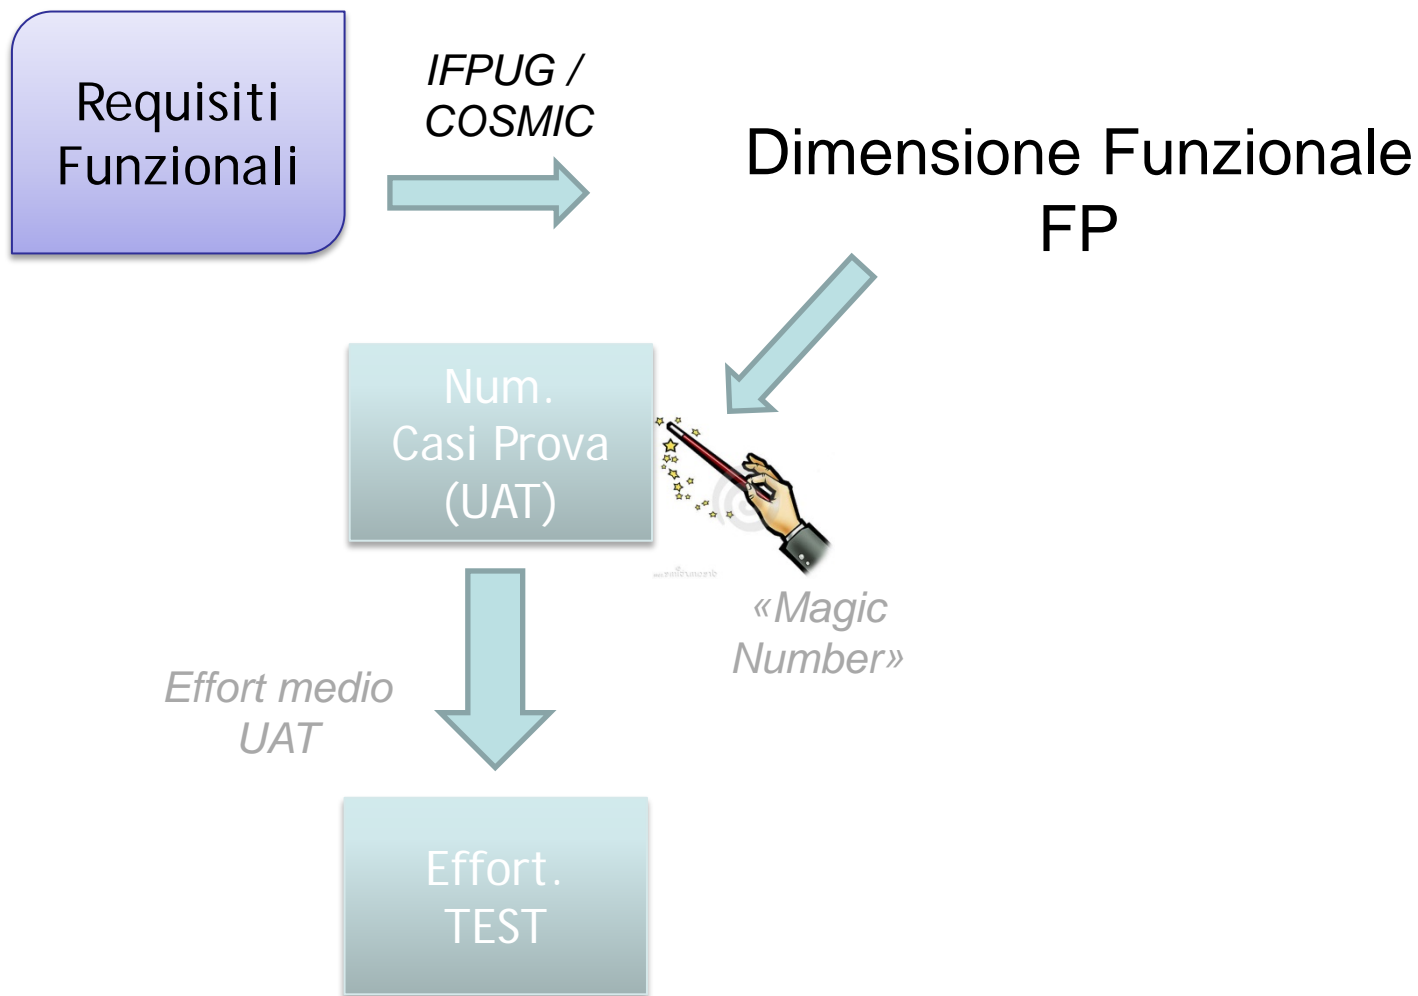 Requisiti
Funzionali
IFPUG /
COSMIC
Dimensione Funzionale
FP
Num.
Casi Prova
(UAT)
«Magic
Number»
Effort medio
UAT
Effort.
TEST